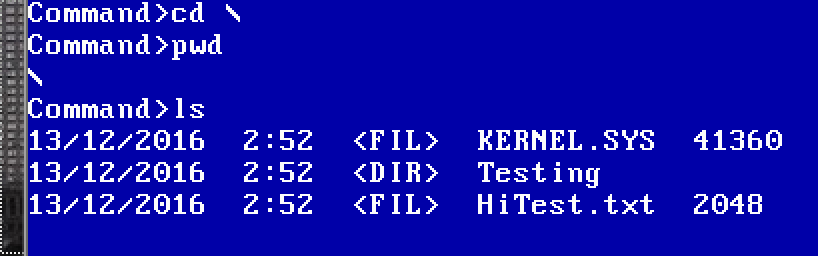 Command>cd \
Command>pwd
\
Command>ls
13/12/2016  2:52  <FIL>  KERNEL.SYS  41360
13/12/2016  2:52  <DIR>  Testing
13/12/2016  2:52  <FIL>  HiTest.txt  2048